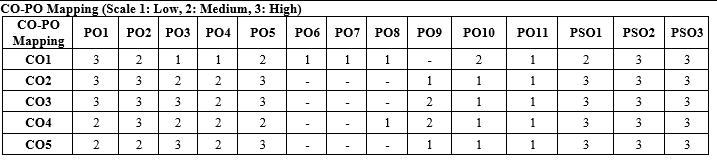 CO-PO Mapping (Scale 1: Low, 2: Medium, 3: High)
CO-PO Mapping PO1 PO2 PO3 PO4 PO5 PO6 PO7 PO8 PO9 PO10 PO11 PSO1 PSO2 PSO3
CO1 3 2 1 1 2 1 1 1 - 2 1 2 3 3
CO2 3 3 2 2 3 - - - 1 1 1 3 3 3
CO3 3 3 3 2 3 - - - 2 1 1 3 3 3
CO4 2 3 2 2 2 - - 1 2 1 1 3 3 3
CO5 2 2 3 2 3 - - - 1 1 1 3 3 3